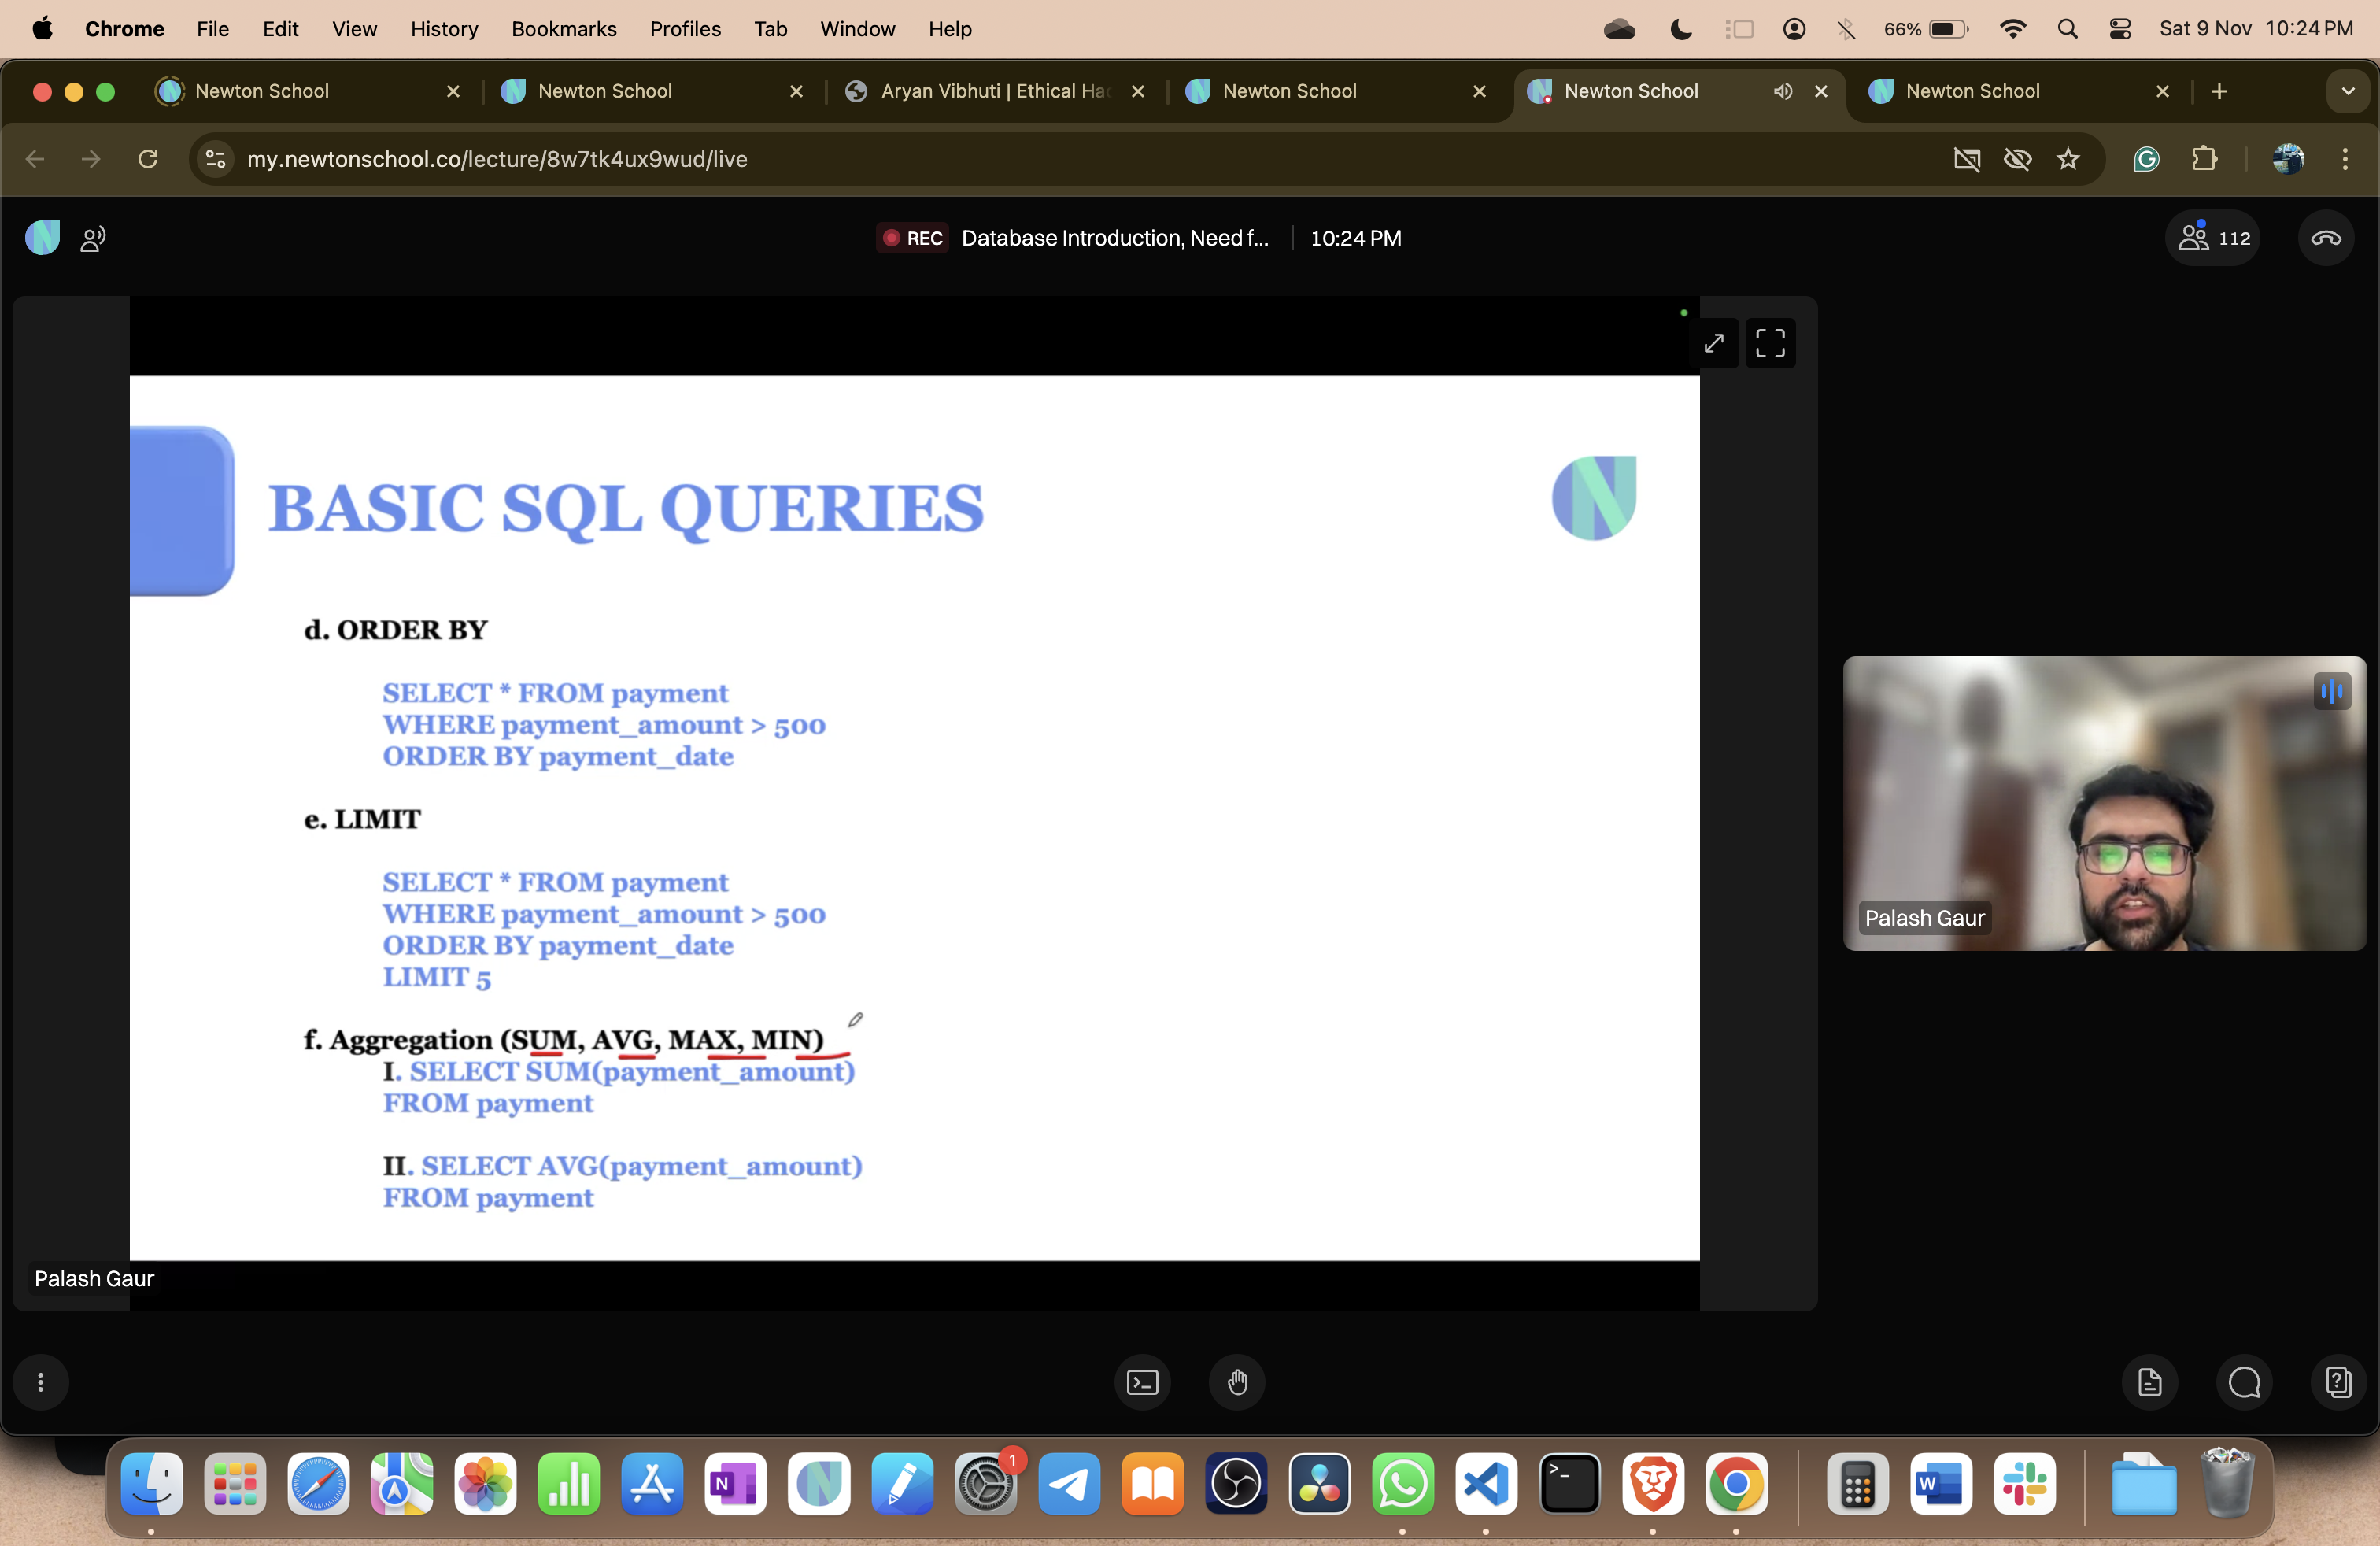 Chrome File Edit View History Bookmarks Profiles Tab Window Help 66% Sat 9 Nov 10:24 PM
Newton School Newton School Aryan Vibhuti | Ethical Hac Newton School Newton School Newton School
my.newtonschool.co/lecture/8w7tk4ux9wud/live
REC Database Introduction, Need f... 10:24 PM 112
BASIC SQL QUERIES
d. ORDER BY
SELECT * FROM payment
WHERE payment_amount > 500
ORDER BY payment_date
e. LIMIT
SELECT * FROM payment
WHERE payment_amount > 500
ORDER BY payment_date
LIMIT 5
f. Aggregation (SUM, AVG, MAX, MIN)
I. SELECT SUM(payment_amount)
FROM payment
II. SELECT AVG(payment_amount)
FROM payment
Palash Gaur
Palash Gaur
1